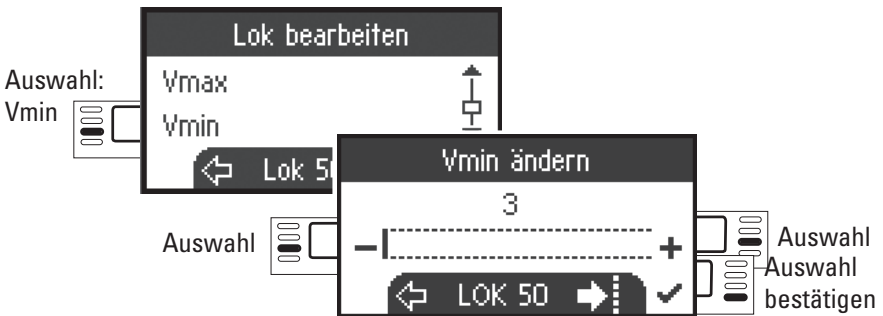 Lok bearbeiten
Auswahl:
Vmin
Vmax
Vmin
Lok 5
Vmin ändern
3
Auswahl
− +
Auswahl
LOK 50
Auswahl
bestätigen